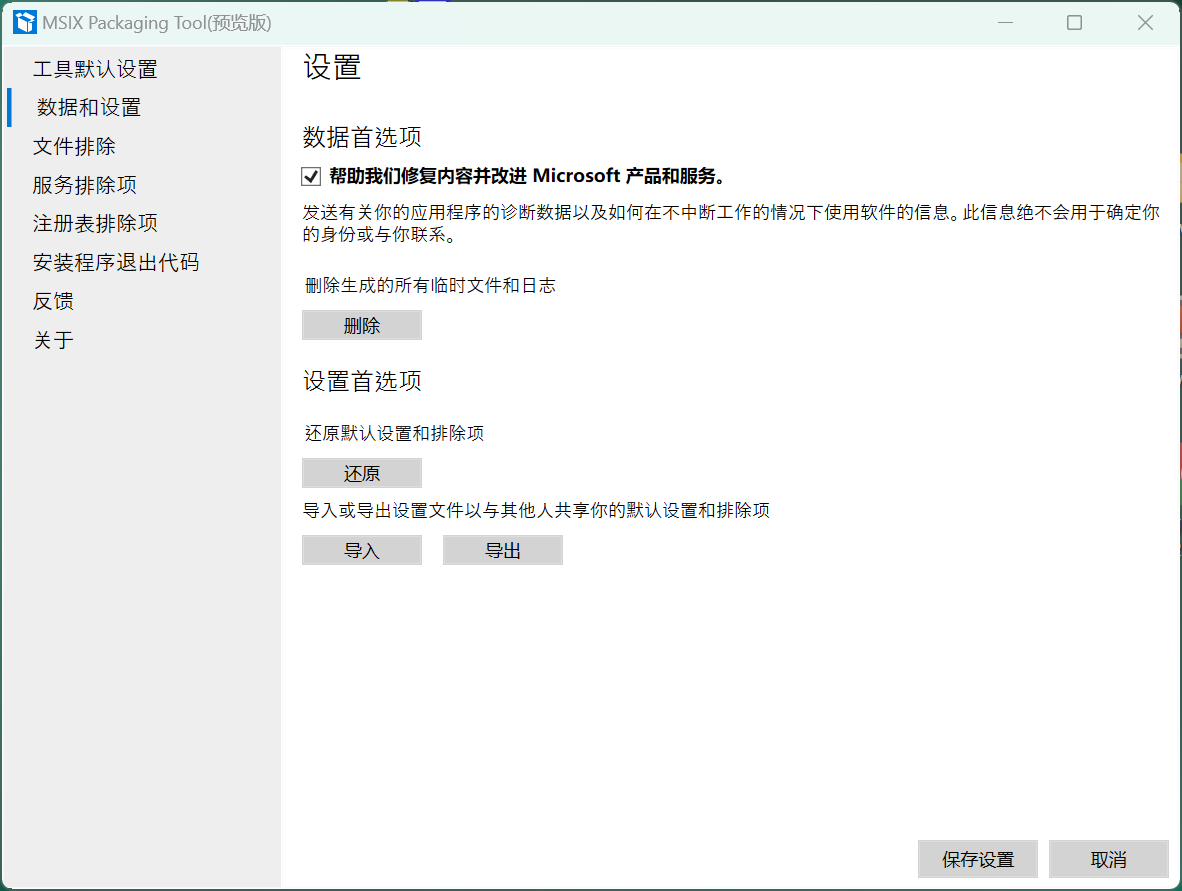 MSIX Packaging Tool(预览版)
工具默认设置
数据和设置
文件排除
服务排除项
注册表排除项
安装程序退出代码
反馈
关于
设置
数据首选项
帮助我们修复内容并改进 Microsoft 产品和服务。
发送有关你的应用程序的诊断数据以及如何在不中断工作的情况下使用软件的信息。此信息绝不会用于确定你
的身份或与你联系。
删除生成的所有临时文件和日志
删除
设置首选项
还原默认设置和排除项
还原
导入或导出设置文件以与其他人共享你的默认设置和排除项
导入 导出
保存设置 取消